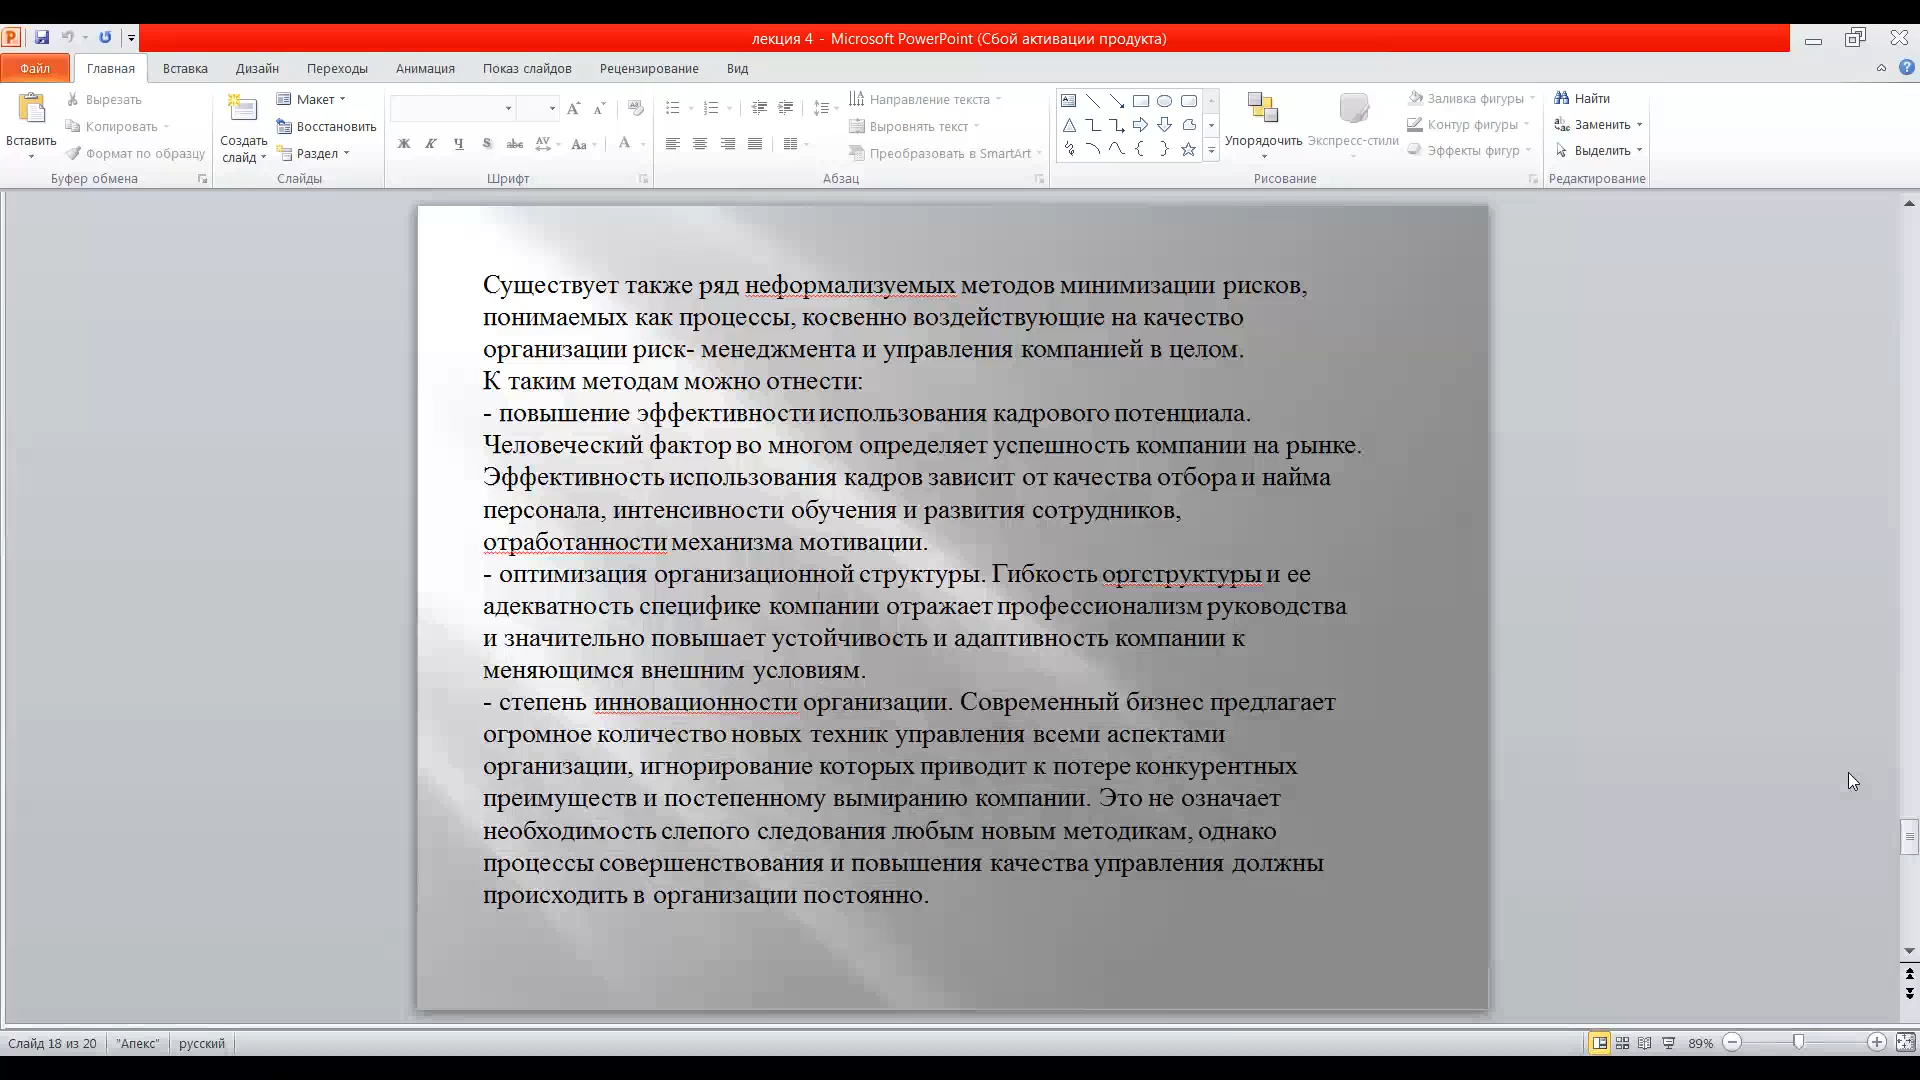 лекция 4 - Microsoft PowerPoint (Сбой активации продукта)
Файл Главная Вставка Дизайн Переходы Анимация Показ слайдов Рецензирование Вид
Вставить
Вырезать
Копировать
Формат по образцу
Буфер обмена
Создать слайд
Макет
Восстановить
Раздел
Слайды
Ж К Ч S abc AV Aa A
Шрифт
Направление текста
Выровнять текст
Преобразовать в SmartArt
Абзац
Упорядочить
Экспресс-стили
Заливка фигуры
Контур фигуры
Эффекты фигур
Рисование
Найти
Заменить
Выделить
Редактирование
Существует также ряд неформализуемых методов минимизации рисков,
понимаемых как процессы, косвенно воздействующие на качество
организации риск- менеджмента и управления компанией в целом.
К таким методам можно отнести:
- повышение эффективности использования кадрового потенциала.
Человеческий фактор во многом определяет успешность компании на рынке.
Эффективность использования кадров зависит от качества отбора и найма
персонала, интенсивности обучения и развития сотрудников,
отработанности механизма мотивации.
- оптимизация организационной структуры. Гибкость оргструктуры и ее
адекватность специфике компании отражает профессионализм руководства
и значительно повышает устойчивость и адаптивность компании к
меняющимся внешним условиям.
- степень инновационности организации. Современный бизнес предлагает
огромное количество новых техник управления всеми аспектами
организации, игнорирование которых приводит к потере конкурентных
преимуществ и постепенному вымиранию компании. Это не означает
необходимость слепого следования любым новым методикам, однако
процессы совершенствования и повышения качества управления должны
происходить в организации постоянно.
Слайд 18 из 20 "Апекс" русский 89%